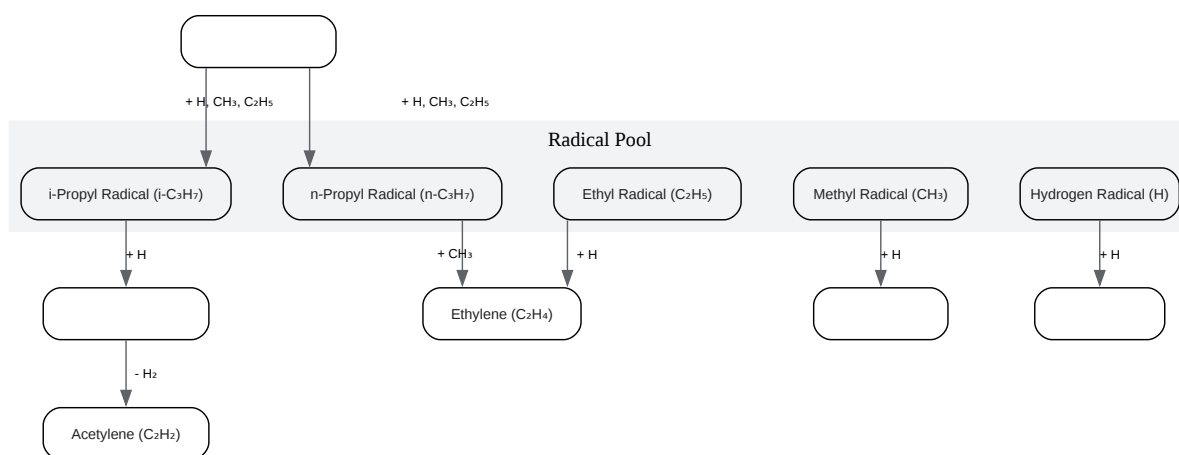 + H, CH₃, C₂H₅
+ H, CH₃, C₂H₅
Radical Pool
i-Propyl Radical (i-C₃H₇)
n-Propyl Radical (n-C₃H₇)
Ethyl Radical (C₂H₅)
Methyl Radical (CH₃)
Hydrogen Radical (H)
+ H
+ CH₃
+ H
+ H
+ H
Ethylene (C₂H₄)
- H₂
Acetylene (C₂H₂)